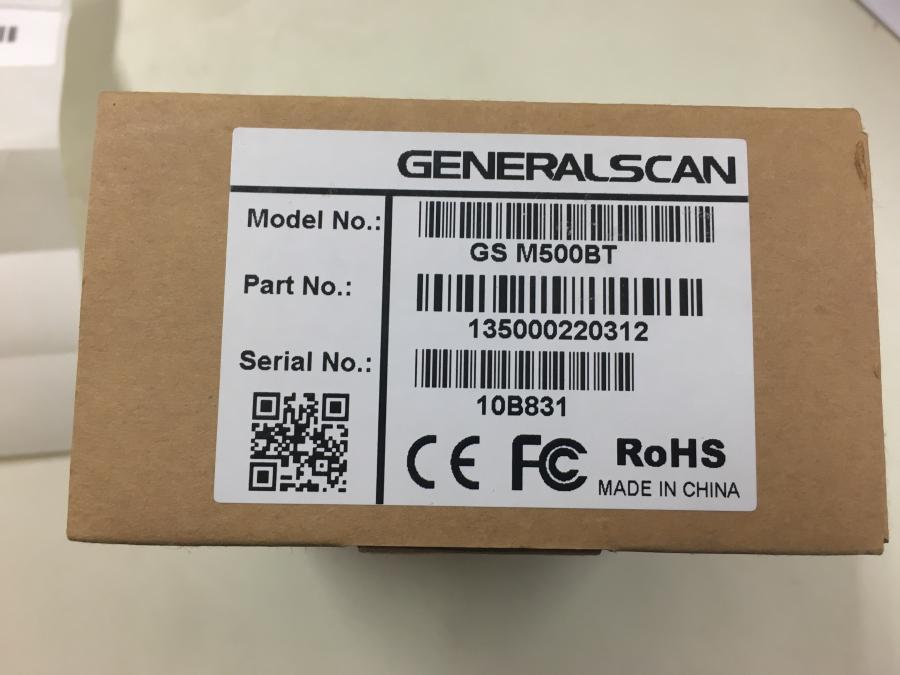 GENERALSCAN
Model No.:
GS M500BT
Part No.:
135000220312
Serial No.:
10B831
CE FC RoHS
MADE IN CHINA